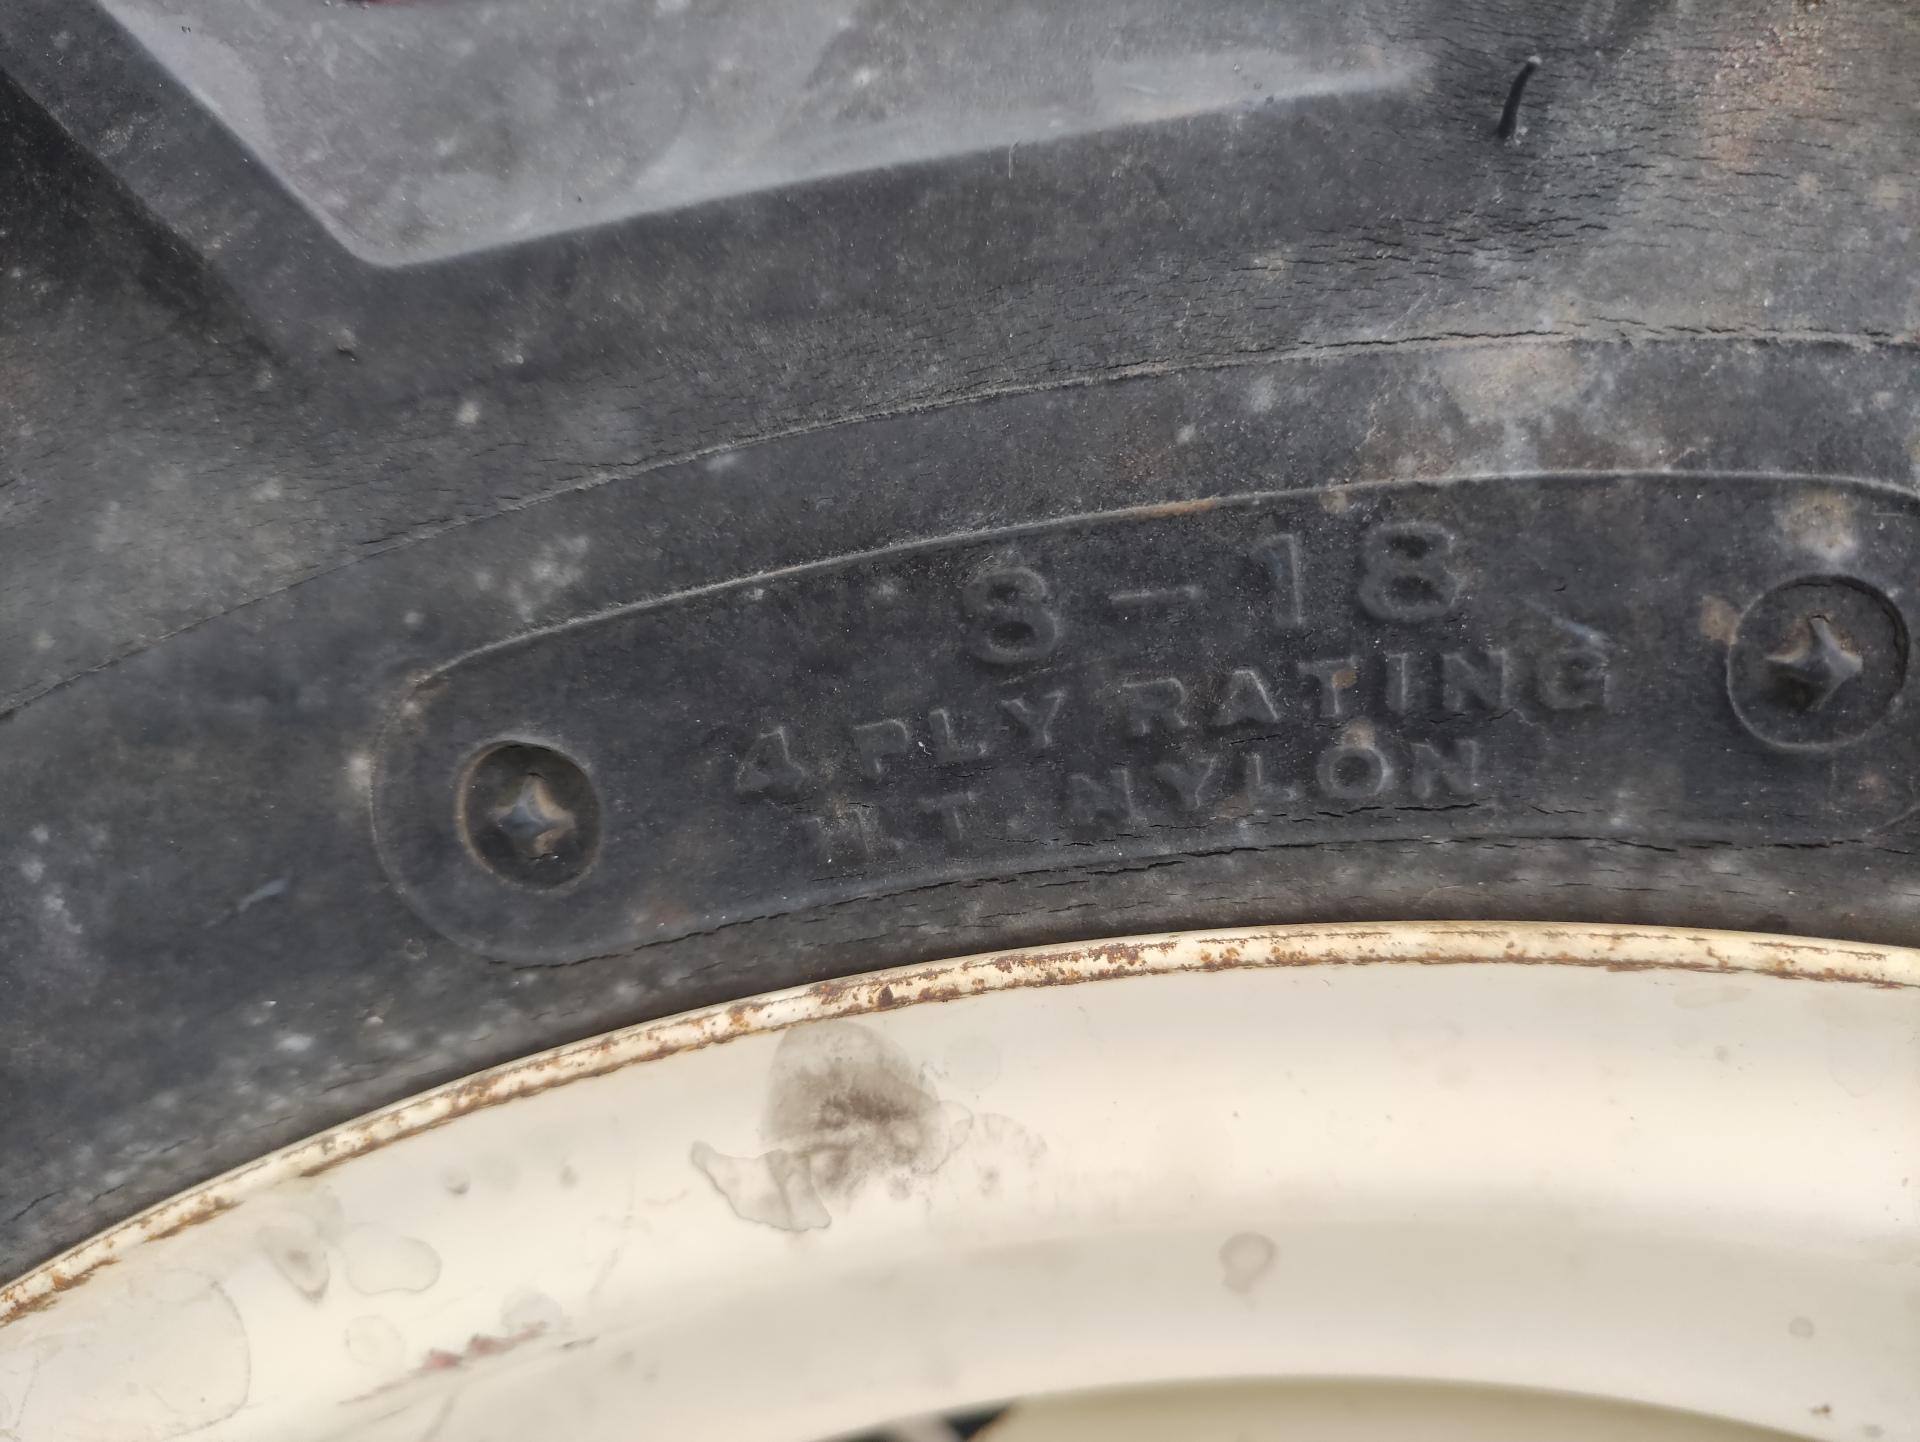 8-18
4 PLY RATING
H.T. NYLON